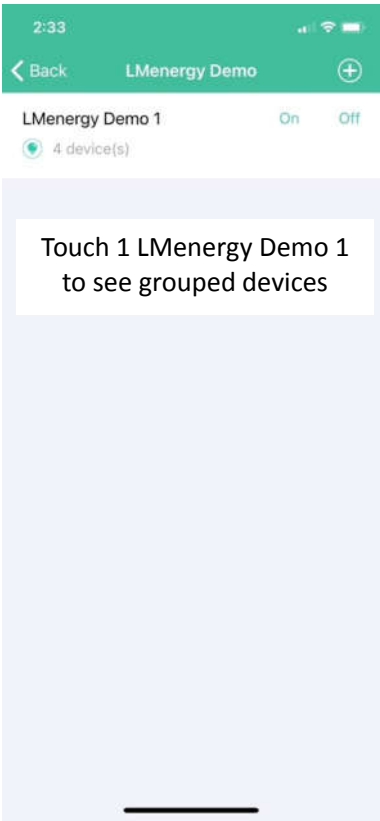 2:33
Back LMenergy Demo
LMenergy Demo 1 On Off
4 device(s)
Touch 1 LMenergy Demo 1
to see grouped devices